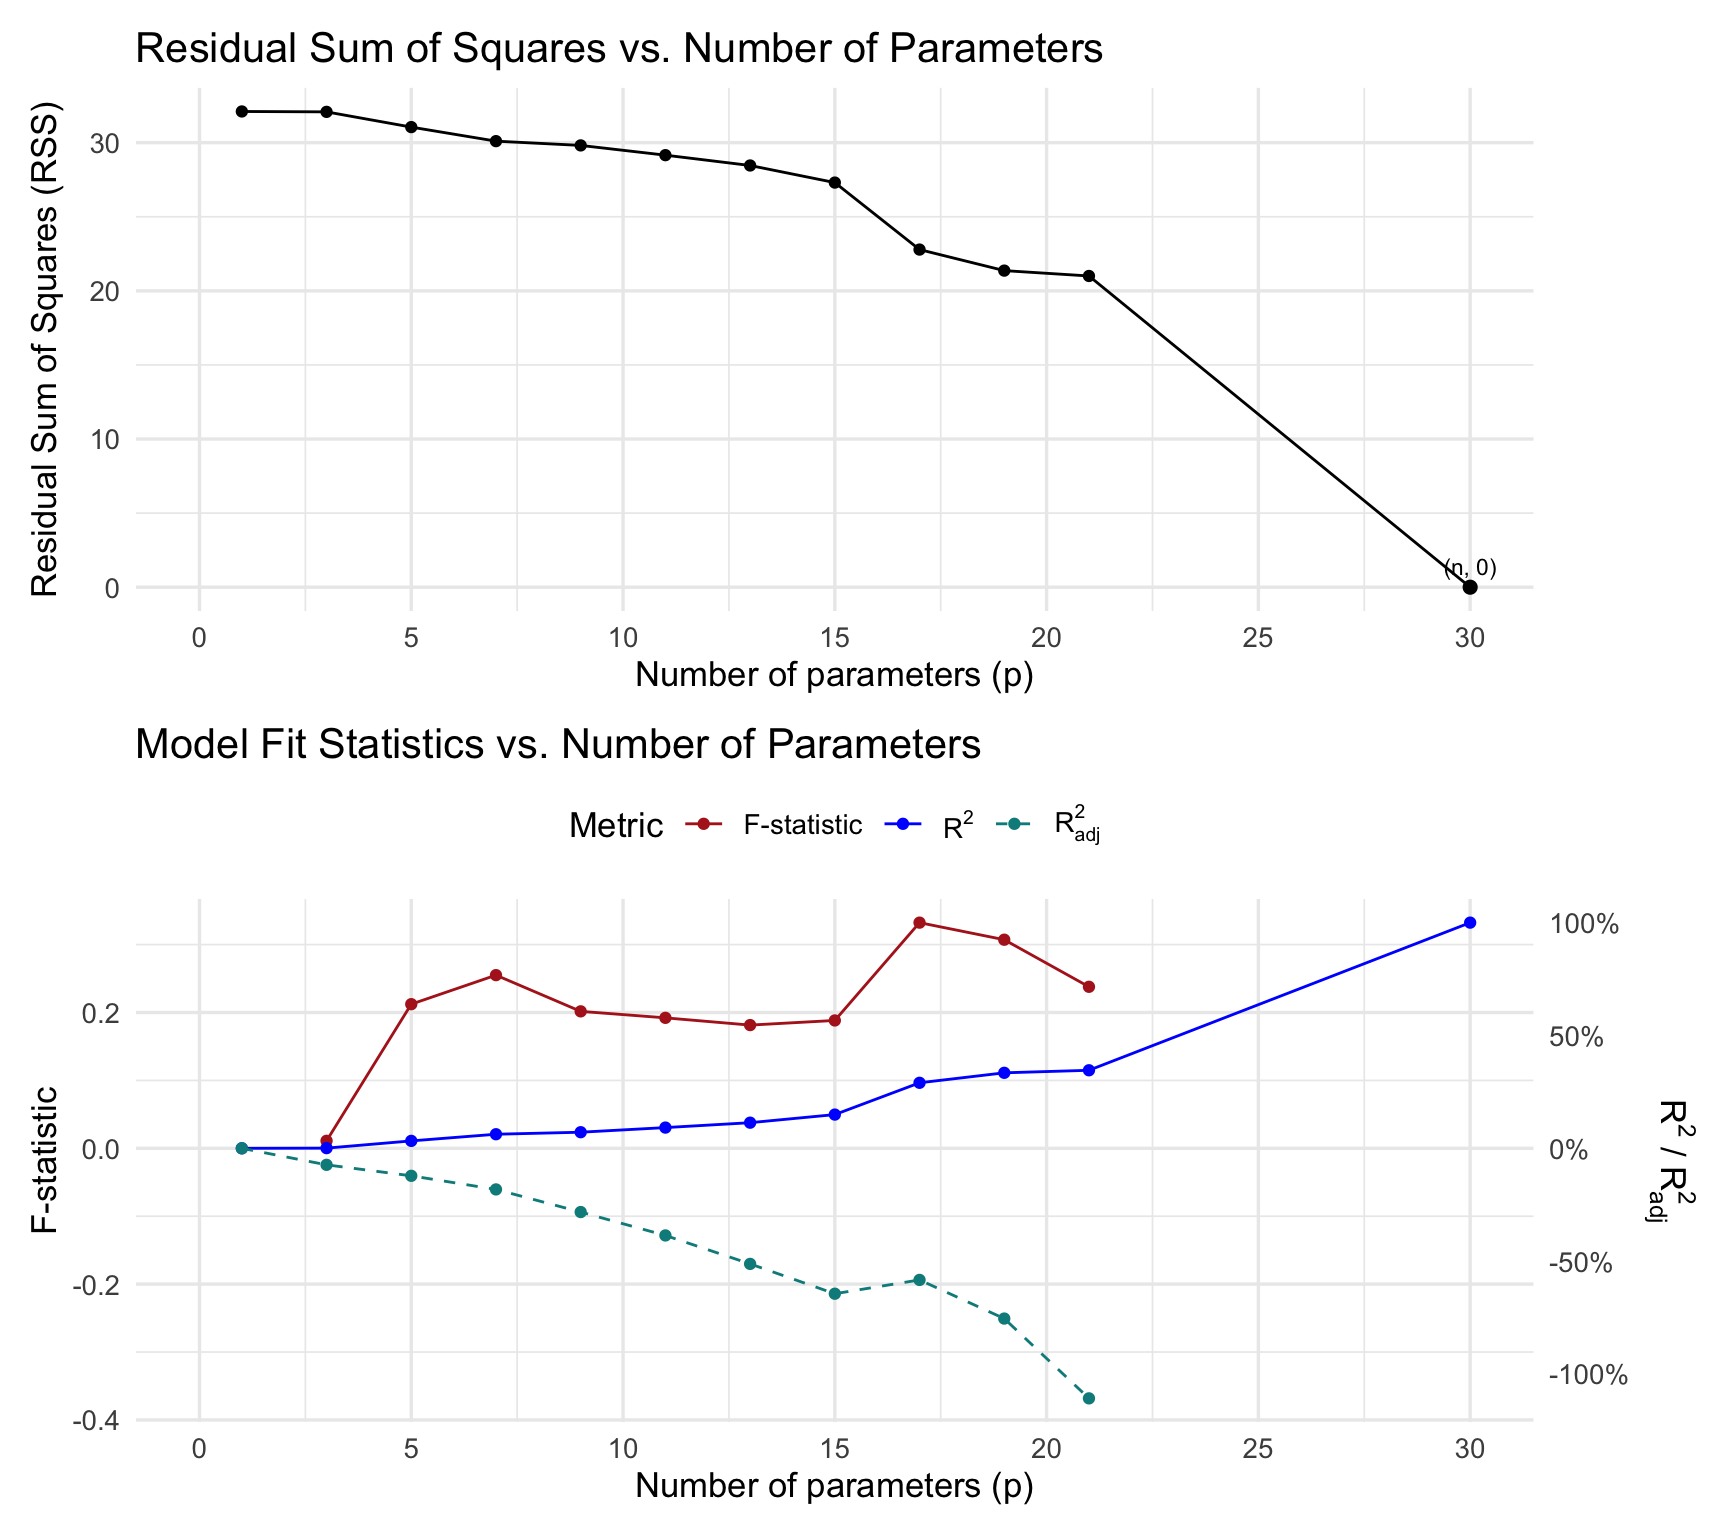 Residual Sum of Squares vs. Number of Parameters
Residual Sum of Squares (RSS)
30
20
10
0
(n, 0)
0 5 10 15 20 25 30
Number of parameters (p)
Model Fit Statistics vs. Number of Parameters
Metric F-statistic R² R²adj
F-statistic
0.2
0.0
-0.2
-0.4
100%
50%
0%
-50%
-100%
R² / R²adj
0 5 10 15 20 25 30
Number of parameters (p)